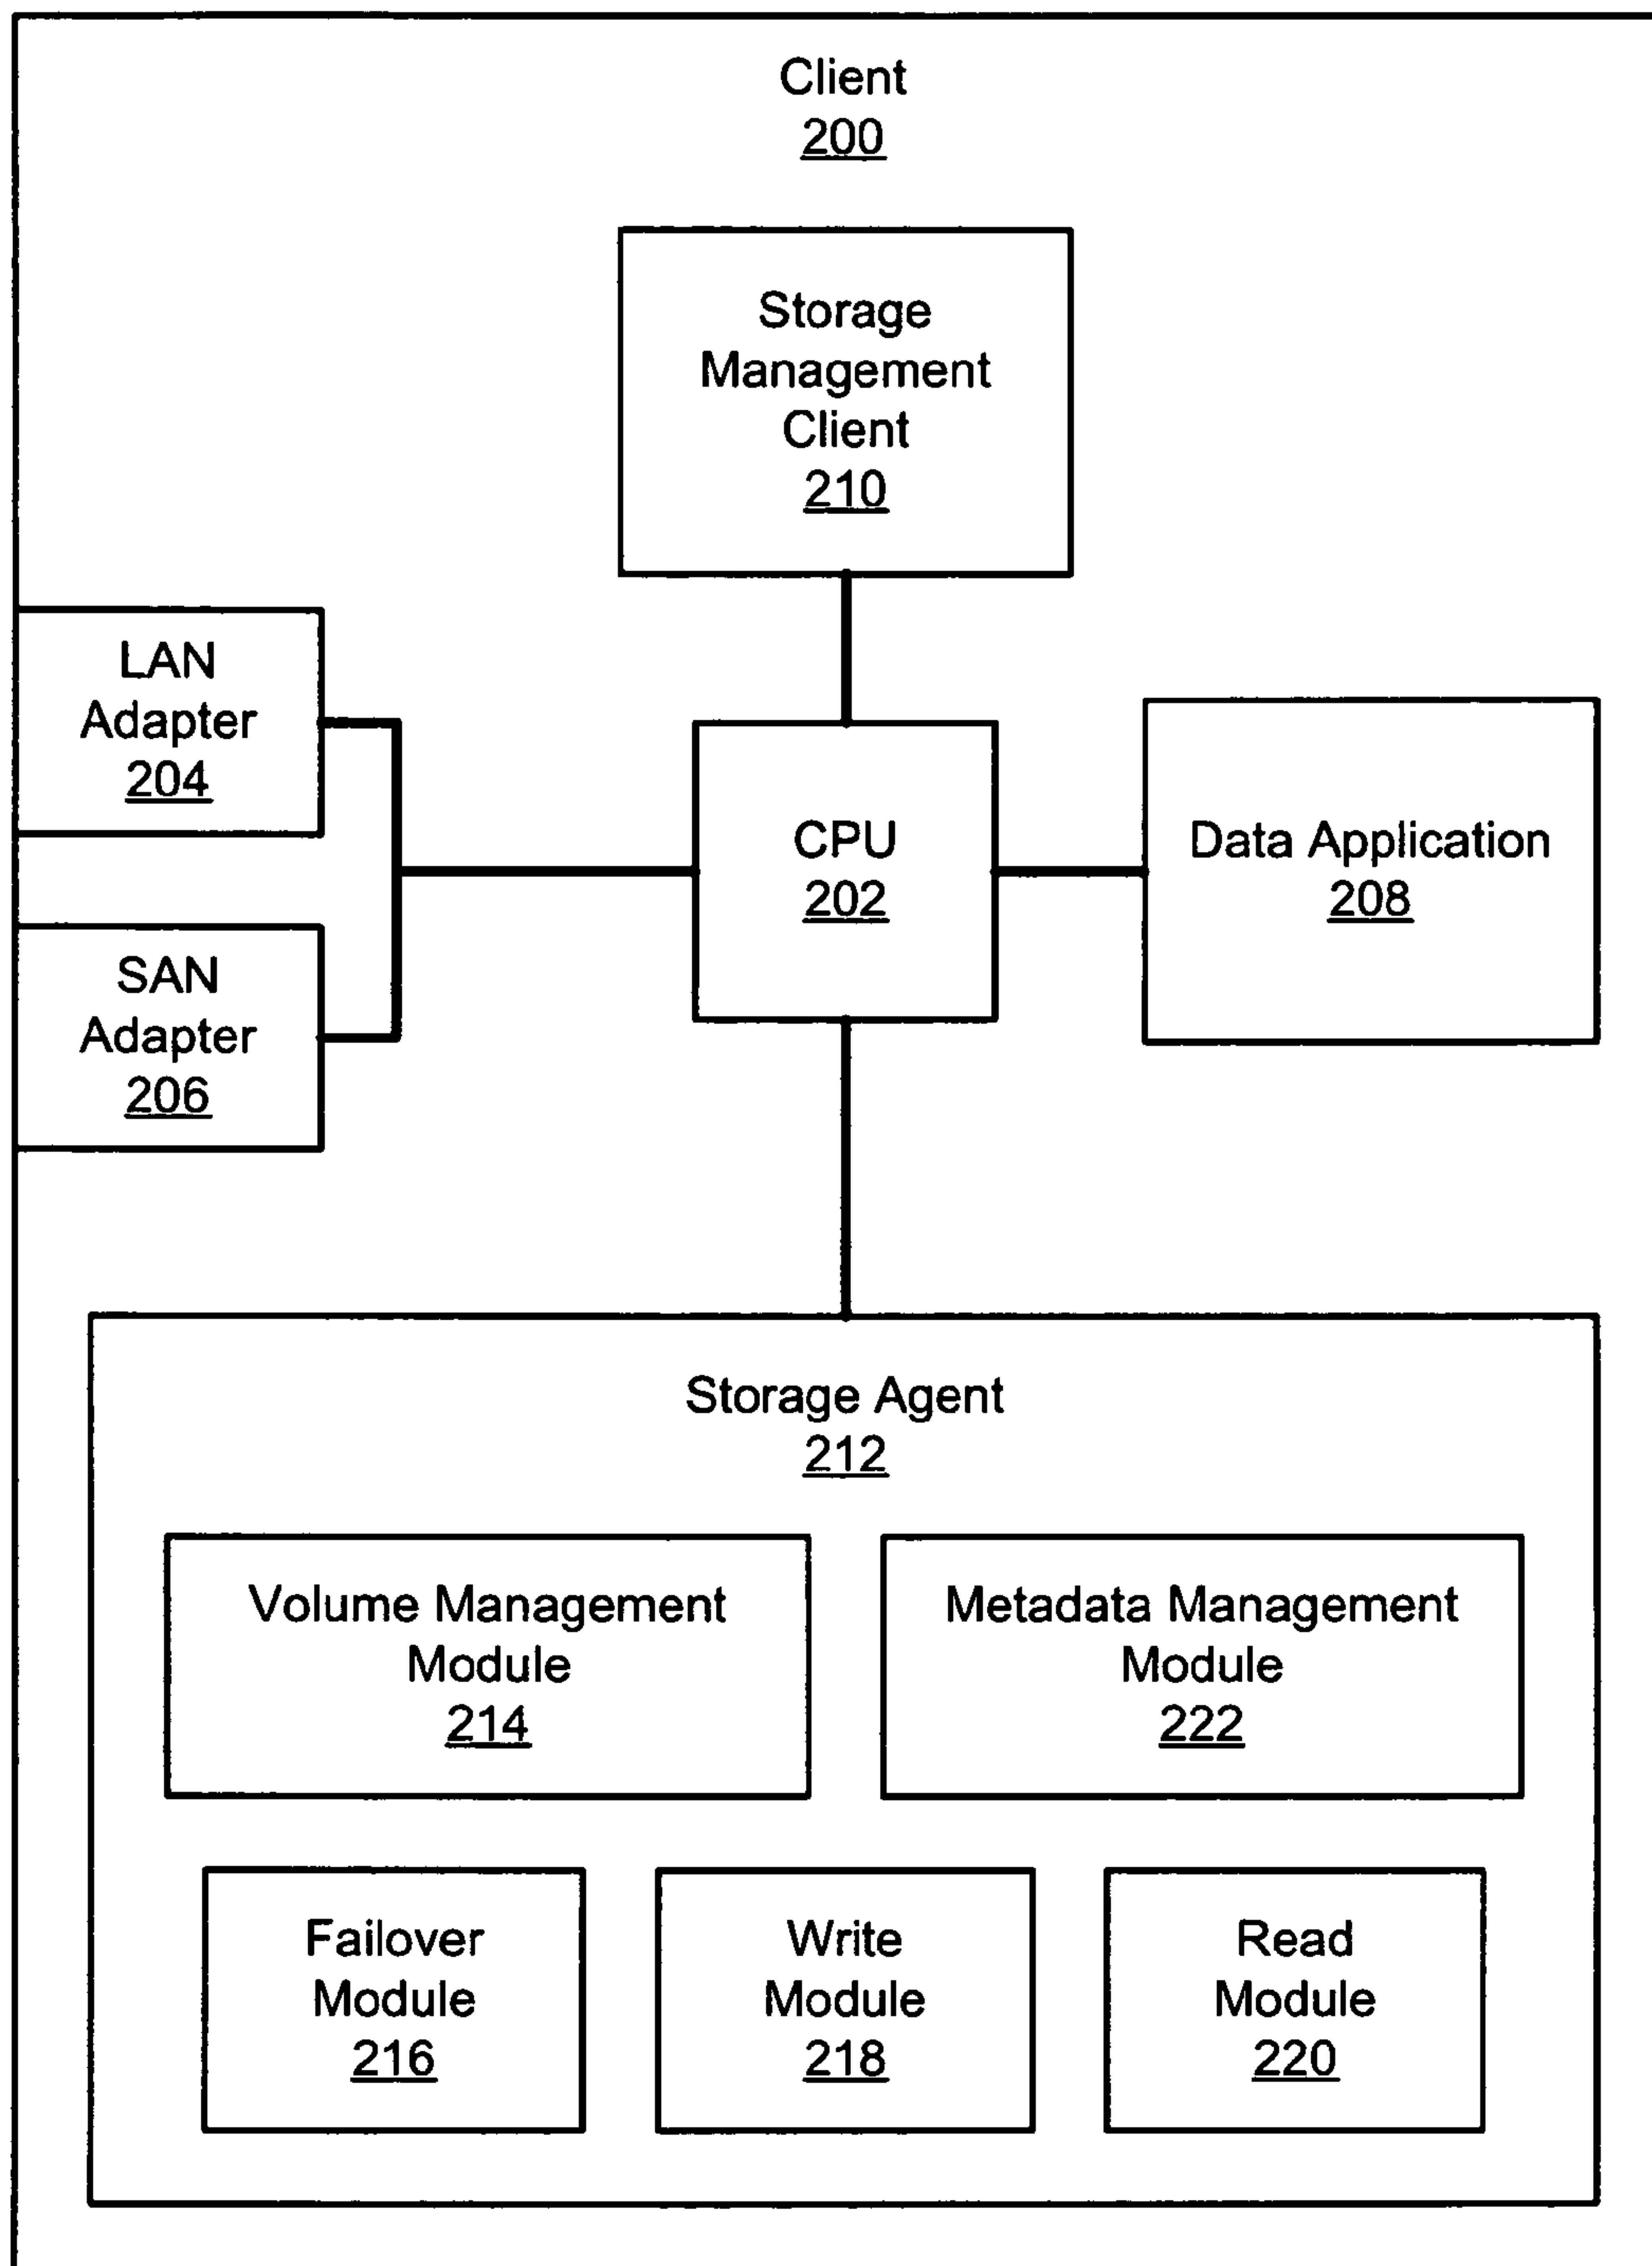 Client
200
Storage
Management
Client
210
LAN
Adapter
204
CPU
202
Data Application
208
SAN
Adapter
206
Storage Agent
212
Volume Management
Module
214
Metadata Management
Module
222
Failover
Module
216
Write
Module
218
Read
Module
220